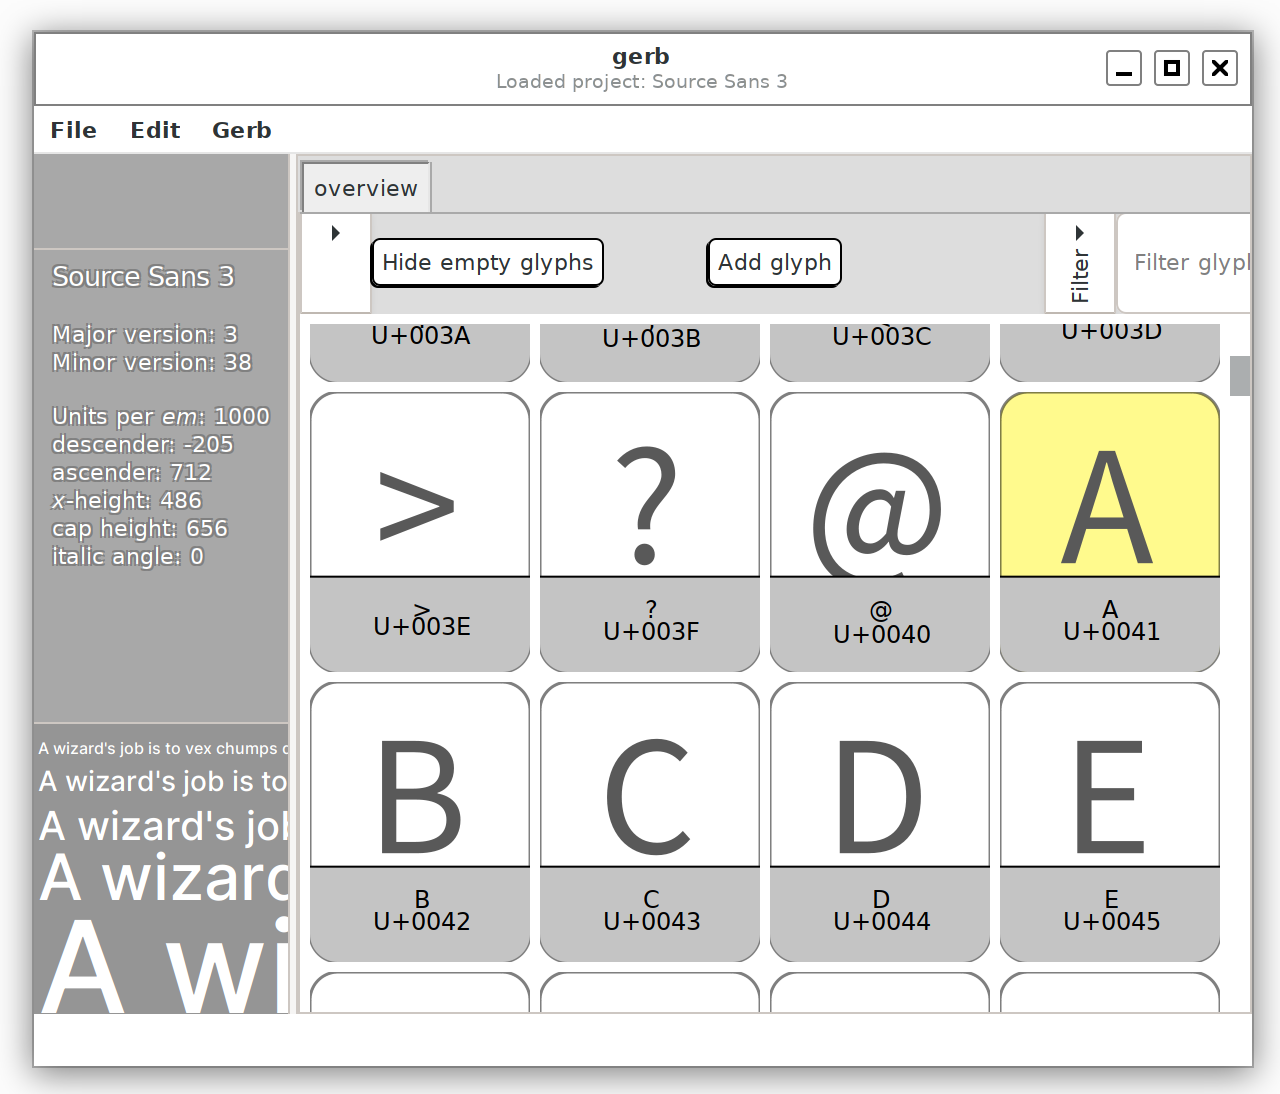 gerb
Loaded project: Source Sans 3
File Edit Gerb
overview
Hide empty glyphs
Add glyph
Filter
Filter glyp
Source Sans 3
Major version: 3
Minor version: 38
Units per em: 1000
descender: -205
ascender: 712
x-height: 486
cap height: 656
italic angle: 0
A wizard's job is to vex chumps
A wizard's job is to
A wizard's job
A wizard
A wi
U+003A U+003B U+003C U+003D
> ? @ A
> ? @ A
U+003E U+003F U+0040 U+0041
B C D E
B C D E
U+0042 U+0043 U+0044 U+0045